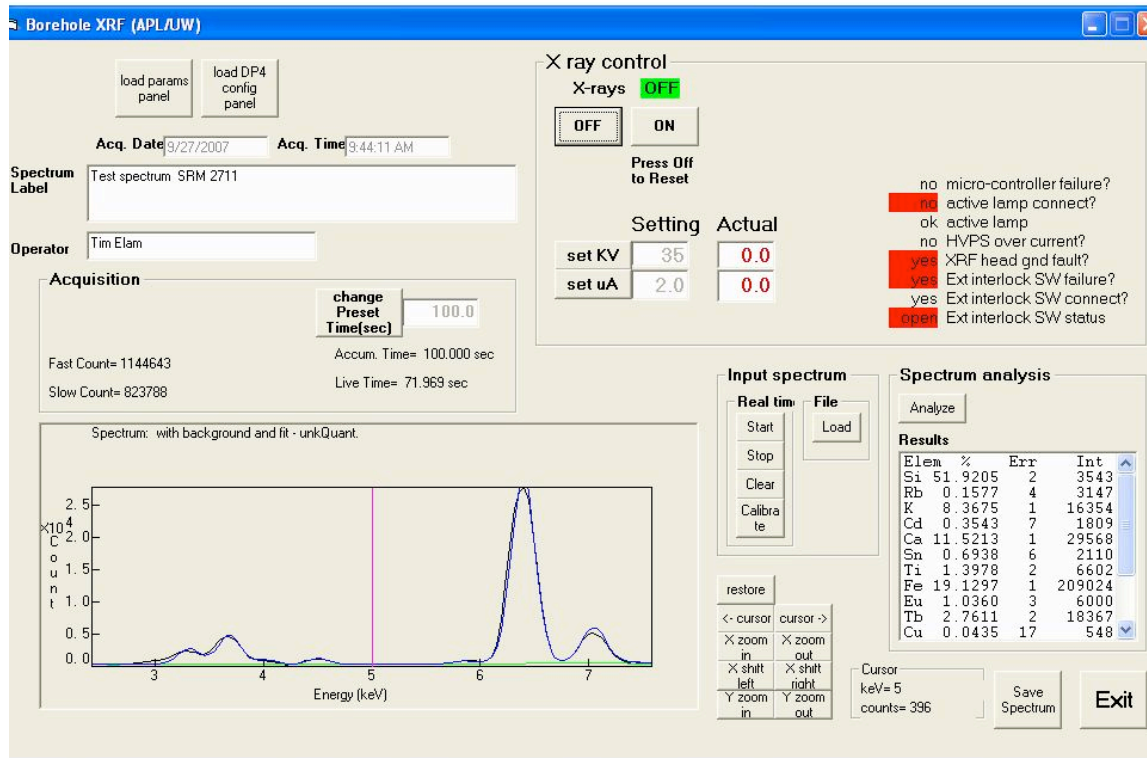 Borehole XRF (APL/UW)
load params
panel
load DP4
config
panel
Acq. Date 9/27/2007 Acq. Time 9:44:11 AM
Spectrum
Label
Test spectrum SRM 2711
Operator Tim Elam
X ray control
X-rays OFF
OFF ON
Press Off
to Reset
Setting Actual
set KV 35 0.0
set uA 2.0 0.0
no micro-controller failure?
no active lamp connect?
ok active lamp
no HVPS over current?
yes XRF head gnd fault?
yes Ext interlock SW failure?
yes Ext interlock SW connect?
open Ext interlock SW status
Acquisition
change
Preset
Time(sec)
100.0
Fast Count= 1144643
Slow Count= 823788
Accum. Time= 100.000 sec
Live Time= 71.969 sec
Spectrum: with background and fit - unkQuant.
2.5
2.0
1.5
1.0
0.5
0.0
X10^4
Count
3 4 5 6 7
Energy (keV)
Input spectrum
Real tim
Start
Stop
Clear
Calibra
te
File
Load
restore
<- cursor cursor ->
X zoom
in
X zoom
out
X shift
left
X shift
right
Y zoom
in
Y zoom
out
Spectrum analysis
Analyze
Results
Elem % Err Int
Si 51.9205 2 3543
Rb 0.1577 4 3147
K 8.3675 1 16354
Cd 0.3543 7 1809
Ca 11.5213 1 29568
Sn 0.6938 6 2110
Ti 1.3978 2 6602
Fe 19.1297 1 209024
Eu 1.0360 3 6000
Tb 2.7611 2 18367
Cu 0.0435 17 548
Cursor
keV= 5
counts= 396
Save
Spectrum
Exit